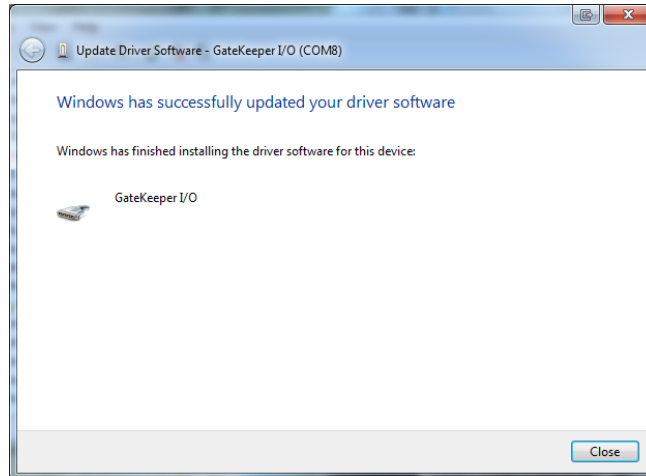 Update Driver Software - GateKeeper I/O (COM8)
Windows has successfully updated your driver software
Windows has finished installing the driver software for this device:
GateKeeper I/O
Close